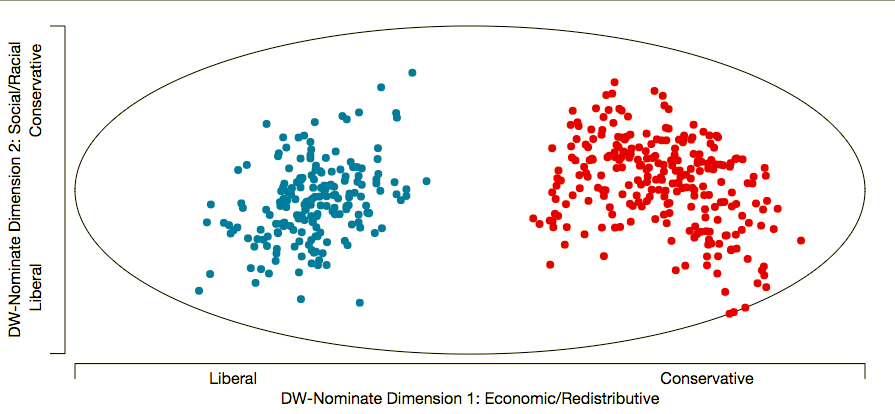 DW-Nominate Dimension 2: Social/Racial
Conservative
Liberal
Liberal
Conservative
DW-Nominate Dimension 1: Economic/Redistributive